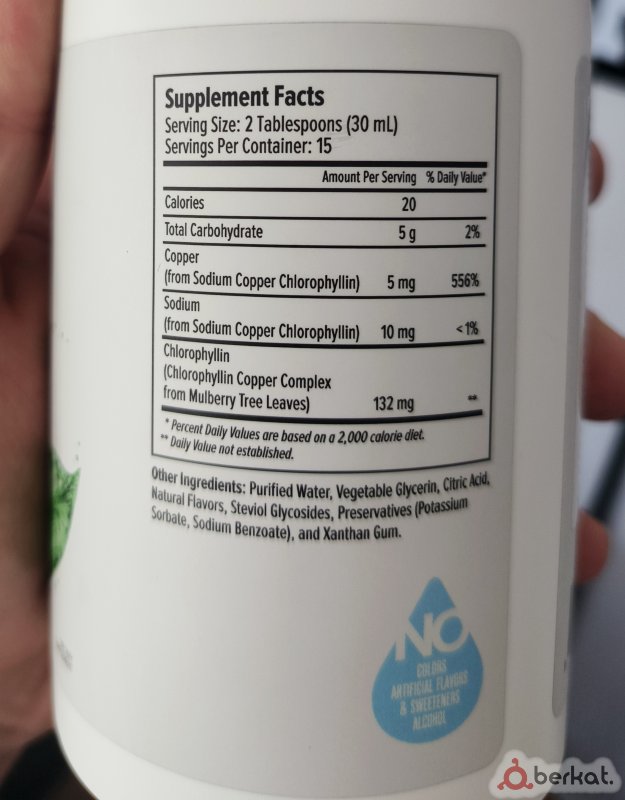 Supplement Facts
Serving Size: 2 Tablespoons (30 mL)
Servings Per Container: 15
Amount Per Serving % Daily Value*
Calories 20
Total Carbohydrate 5 g 2%
Copper
(from Sodium Copper Chlorophyllin) 5 mg 556%
Sodium
(from Sodium Copper Chlorophyllin) 10 mg <1%
Chlorophyllin
(Chlorophyllin Copper Complex
from Mulberry Tree Leaves) 132 mg **
* Percent Daily Values are based on a 2,000 calorie diet.
** Daily Value not established.
Other Ingredients: Purified Water, Vegetable Glycerin, Citric Acid,
Natural Flavors, Steviol Glycosides, Preservatives (Potassium
Sorbate, Sodium Benzoate), and Xanthan Gum.
NO
COLORS
ARTIFICIAL FLAVORS
& SWEETENERS
ALCOHOL
berkat.